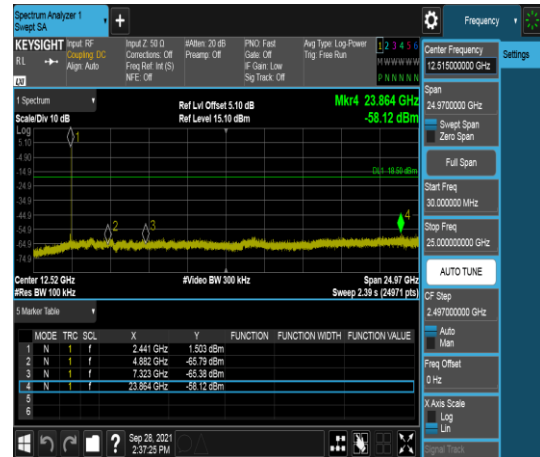 Spectrum Analyzer 1
Swept SA
+
Frequency
KEYSIGHT
RL
LXI
Input: RF
Coupling: DC
Align: Auto
Input Z: 50 Ω
Corrections: Off
Freq Ref: Int (S)
NFE: Off
#Atten: 20 dB
Preamp: Off
PNO: Fast
Gate: Off
IF Gain: Low
Sig Track: Off
Avg Type: Log-Power
Trig: Free Run
1 2 3 4 5 6
M W W W W W
P N N N N N
1 Spectrum
Scale/Div 10 dB
Ref Lvl Offset 5.10 dB
Ref Level 15.10 dBm
Mkr4 23.864 GHz
-58.12 dBm
Log
5.10
-4.90
-14.9
-24.9
-34.9
-44.9
-54.9
-64.9
-74.9
1
2
3
4
DL1 -18.50 dBm
Center 12.52 GHz
#Res BW 100 kHz
#Video BW 300 kHz
Span 24.97 GHz
Sweep 2.39 s (24971 pts)
5 Marker Table
MODE TRC SCL X Y FUNCTION FUNCTION WIDTH FUNCTION VALUE
1 N 1 f 2.441 GHz 1.503 dBm
2 N 1 f 4.882 GHz -65.79 dBm
3 N 1 f 7.323 GHz -65.38 dBm
4 N 1 f 23.864 GHz -58.12 dBm
5
6
?
Sep 28, 2021
2:37:25 PM
Settings
Center Frequency
12.515000000 GHz
Span
24.9700000 GHz
Swept Span
Zero Span
Full Span
Start Freq
30.000000 MHz
Stop Freq
25.000000000 GHz
AUTO TUNE
CF Step
2.497000000 GHz
Auto
Man
Freq Offset
0 Hz
X Axis Scale
Log
Lin
Signal Track